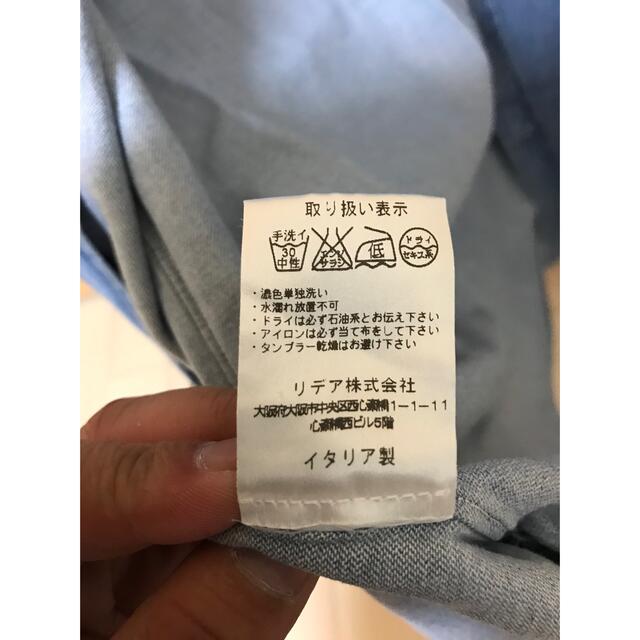 取り扱い表示
手洗イ 30 中性 エンソ サラシ 低 ドライ セキユ系
・濃色単独洗い
・水濡れ放置不可
・ドライは必ず石油系とお伝え下さい
・アイロンは必ず当て布をして下さい
・タンブラー乾燥はお避け下さい
リデア株式会社
大阪府大阪市中央区西心斎橋1-1-11
心斎橋西ビル5階
イタリア製